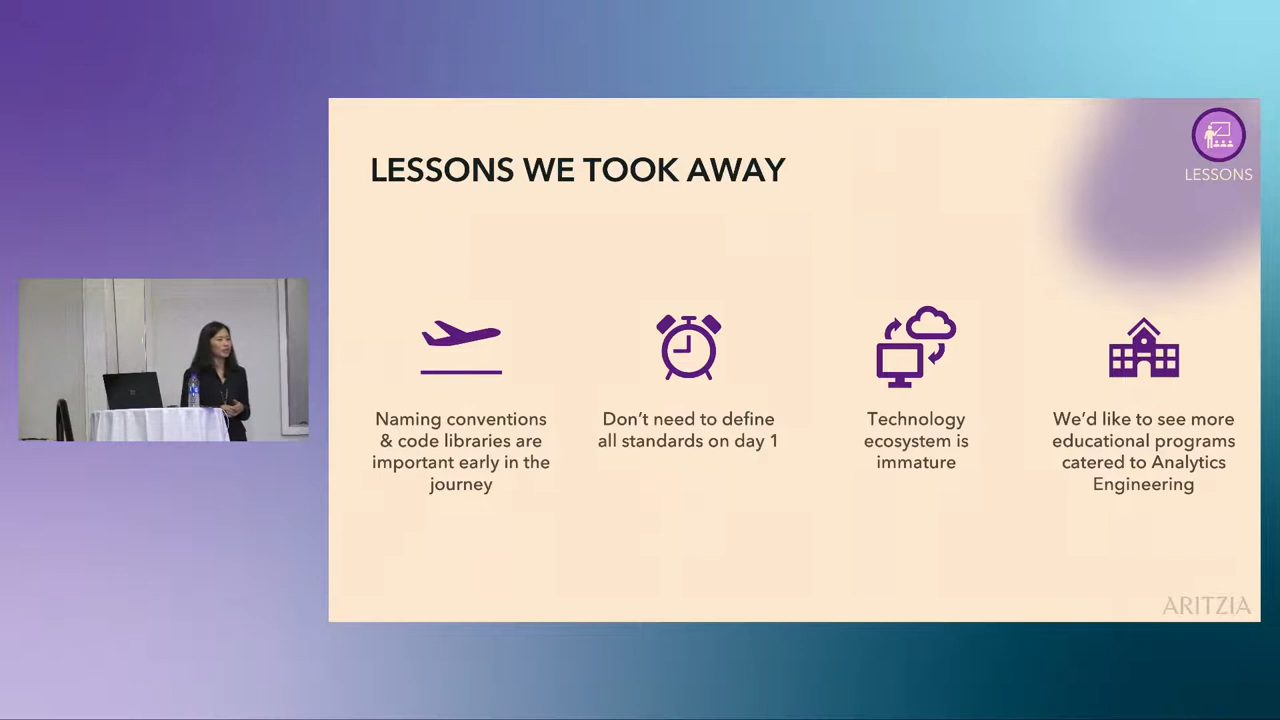 LESSONS WE TOOK AWAY
LESSONS
Naming conventions
& code libraries are
important early in the
journey
Don't need to define
all standards on day 1
Technology
ecosystem is
immature
We'd like to see more
educational programs
catered to Analytics
Engineering
ARITZIA